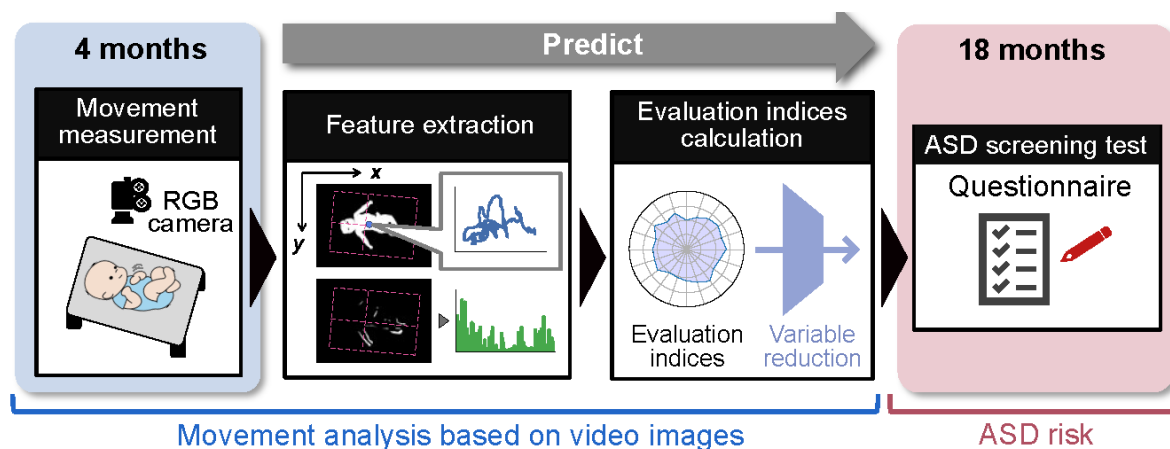 4 months
Predict
18 months
Movement
measurement
RGB
camera
Feature extraction
x
y
Evaluation indices
calculation
Evaluation
indices
Variable
reduction
ASD screening test
Questionnaire
Movement analysis based on video images
ASD risk